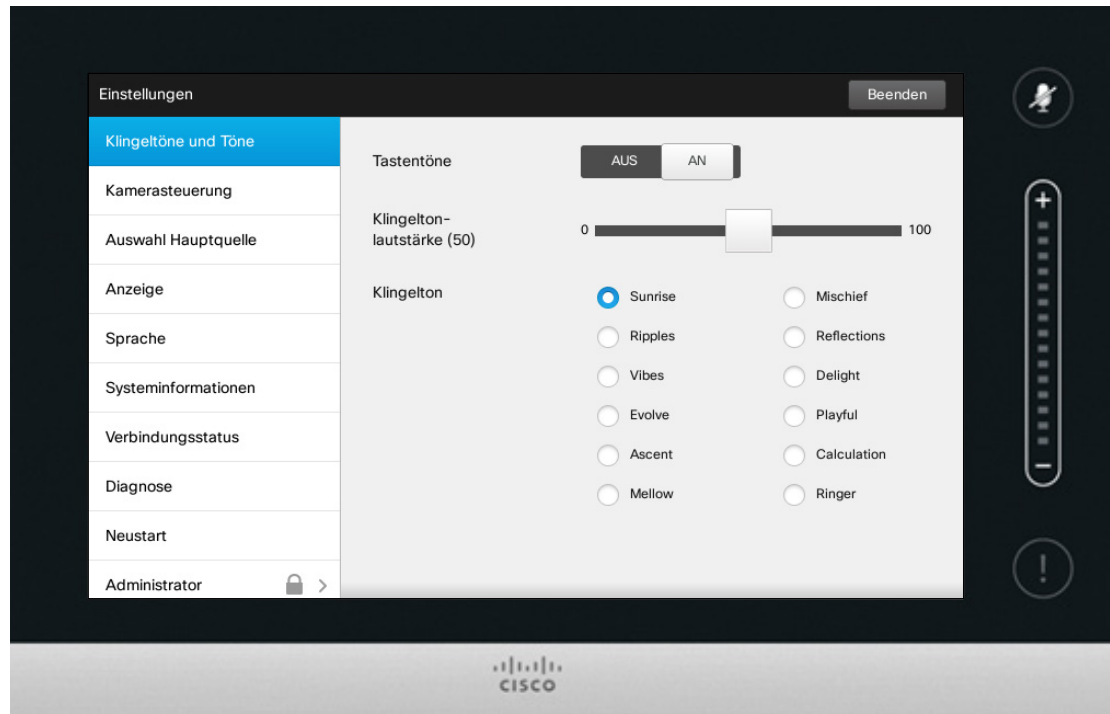 Einstellungen
Beenden
Klingeltöne und Töne
Kamerasteuerung
Auswahl Hauptquelle
Anzeige
Sprache
Systeminformationen
Verbindungsstatus
Diagnose
Neustart
Administrator
Tastentöne
AUS AN
Klingelton-
lautstärke (50)
0 100
Klingelton
Sunrise Mischief
Ripples Reflections
Vibes Delight
Evolve Playful
Ascent Calculation
Mellow Ringer
+
−
!
CISCO